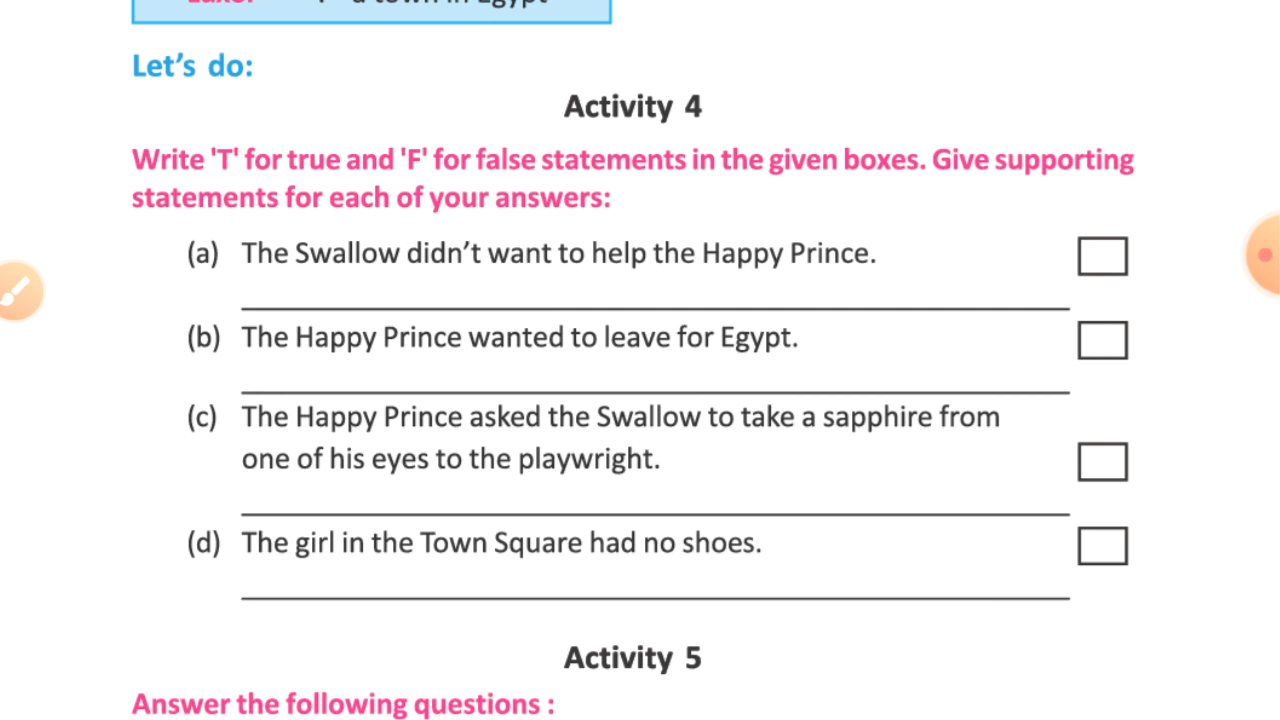 Let's do:
Activity 4
Write 'T' for true and 'F' for false statements in the given boxes. Give supporting
statements for each of your answers:
(a) The Swallow didn't want to help the Happy Prince.
(b) The Happy Prince wanted to leave for Egypt.
(c) The Happy Prince asked the Swallow to take a sapphire from
one of his eyes to the playwright.
(d) The girl in the Town Square had no shoes.
Activity 5
Answer the following questions :